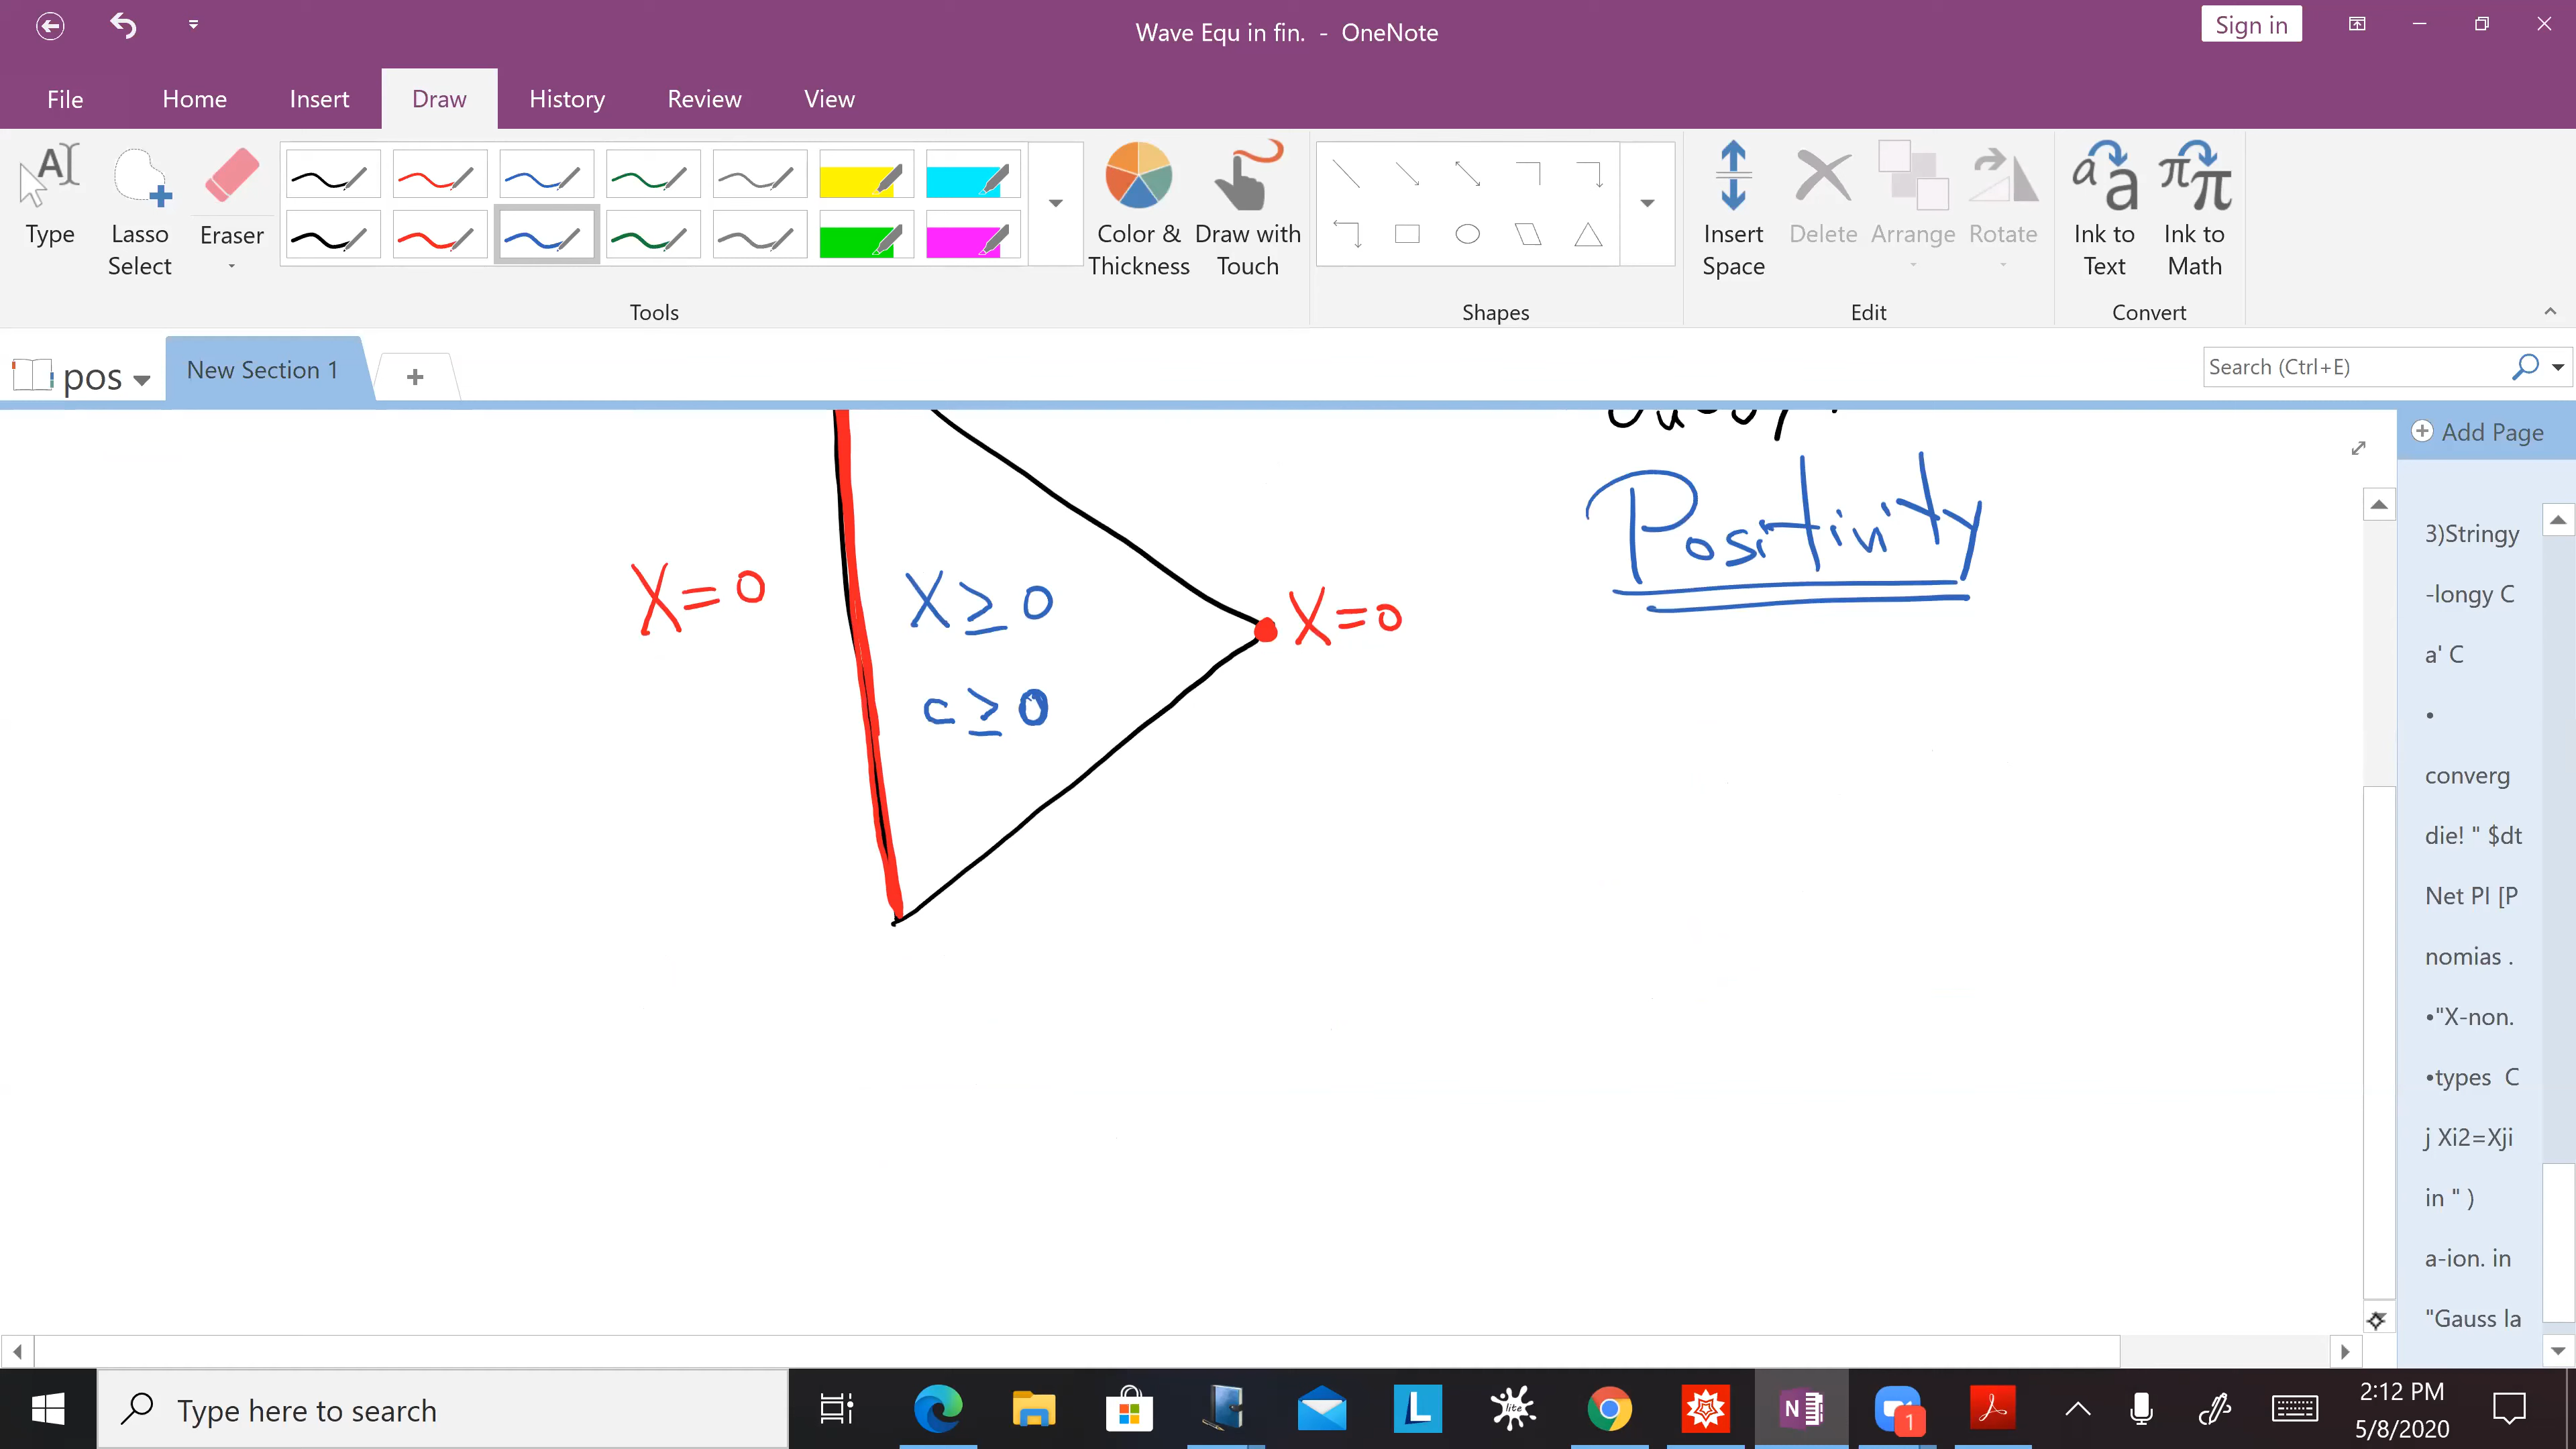 Wave Equ in fin. - OneNote
Sign in
File Home Insert Draw History Review View
Type
Lasso Select
Eraser
Color & Thickness
Draw with Touch
Insert Space
Delete
Arrange
Rotate
Ink to Text
Ink to Math
Tools
Shapes
Edit
Convert
pos
New Section 1
Search (Ctrl+E)
Add Page
Positivity
X=0
X≥0
X=0
c≥0
3)Stringy
-longy C
a' C
•
converg
die! " $dt
Net PI [P
nomias .
•"X-non.
•types C
j Xi2=Xji
in " )
a-ion. in
"Gauss la
Type here to search
L
lite
N
1
2:12 PM
5/8/2020